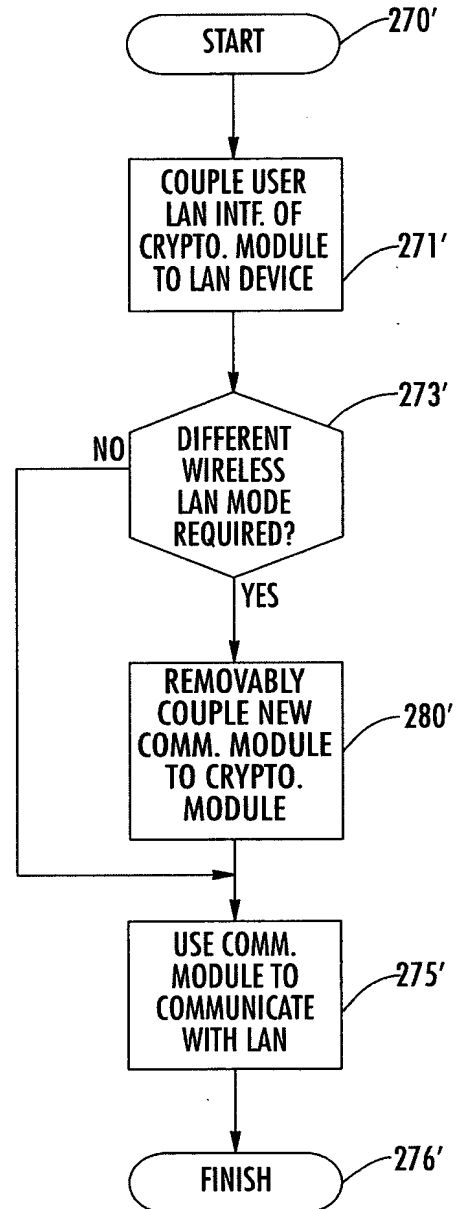 START
270'
COUPLE USER
LAN INTF. OF
CRYPTO. MODULE
TO LAN DEVICE
271'
273'
NO
DIFFERENT
WIRELESS
LAN MODE
REQUIRED?
YES
REMOVABLY
COUPLE NEW
COMM. MODULE
TO CRYPTO.
MODULE
280'
USE COMM.
MODULE TO
COMMUNICATE
WITH LAN
275'
FINISH
276'